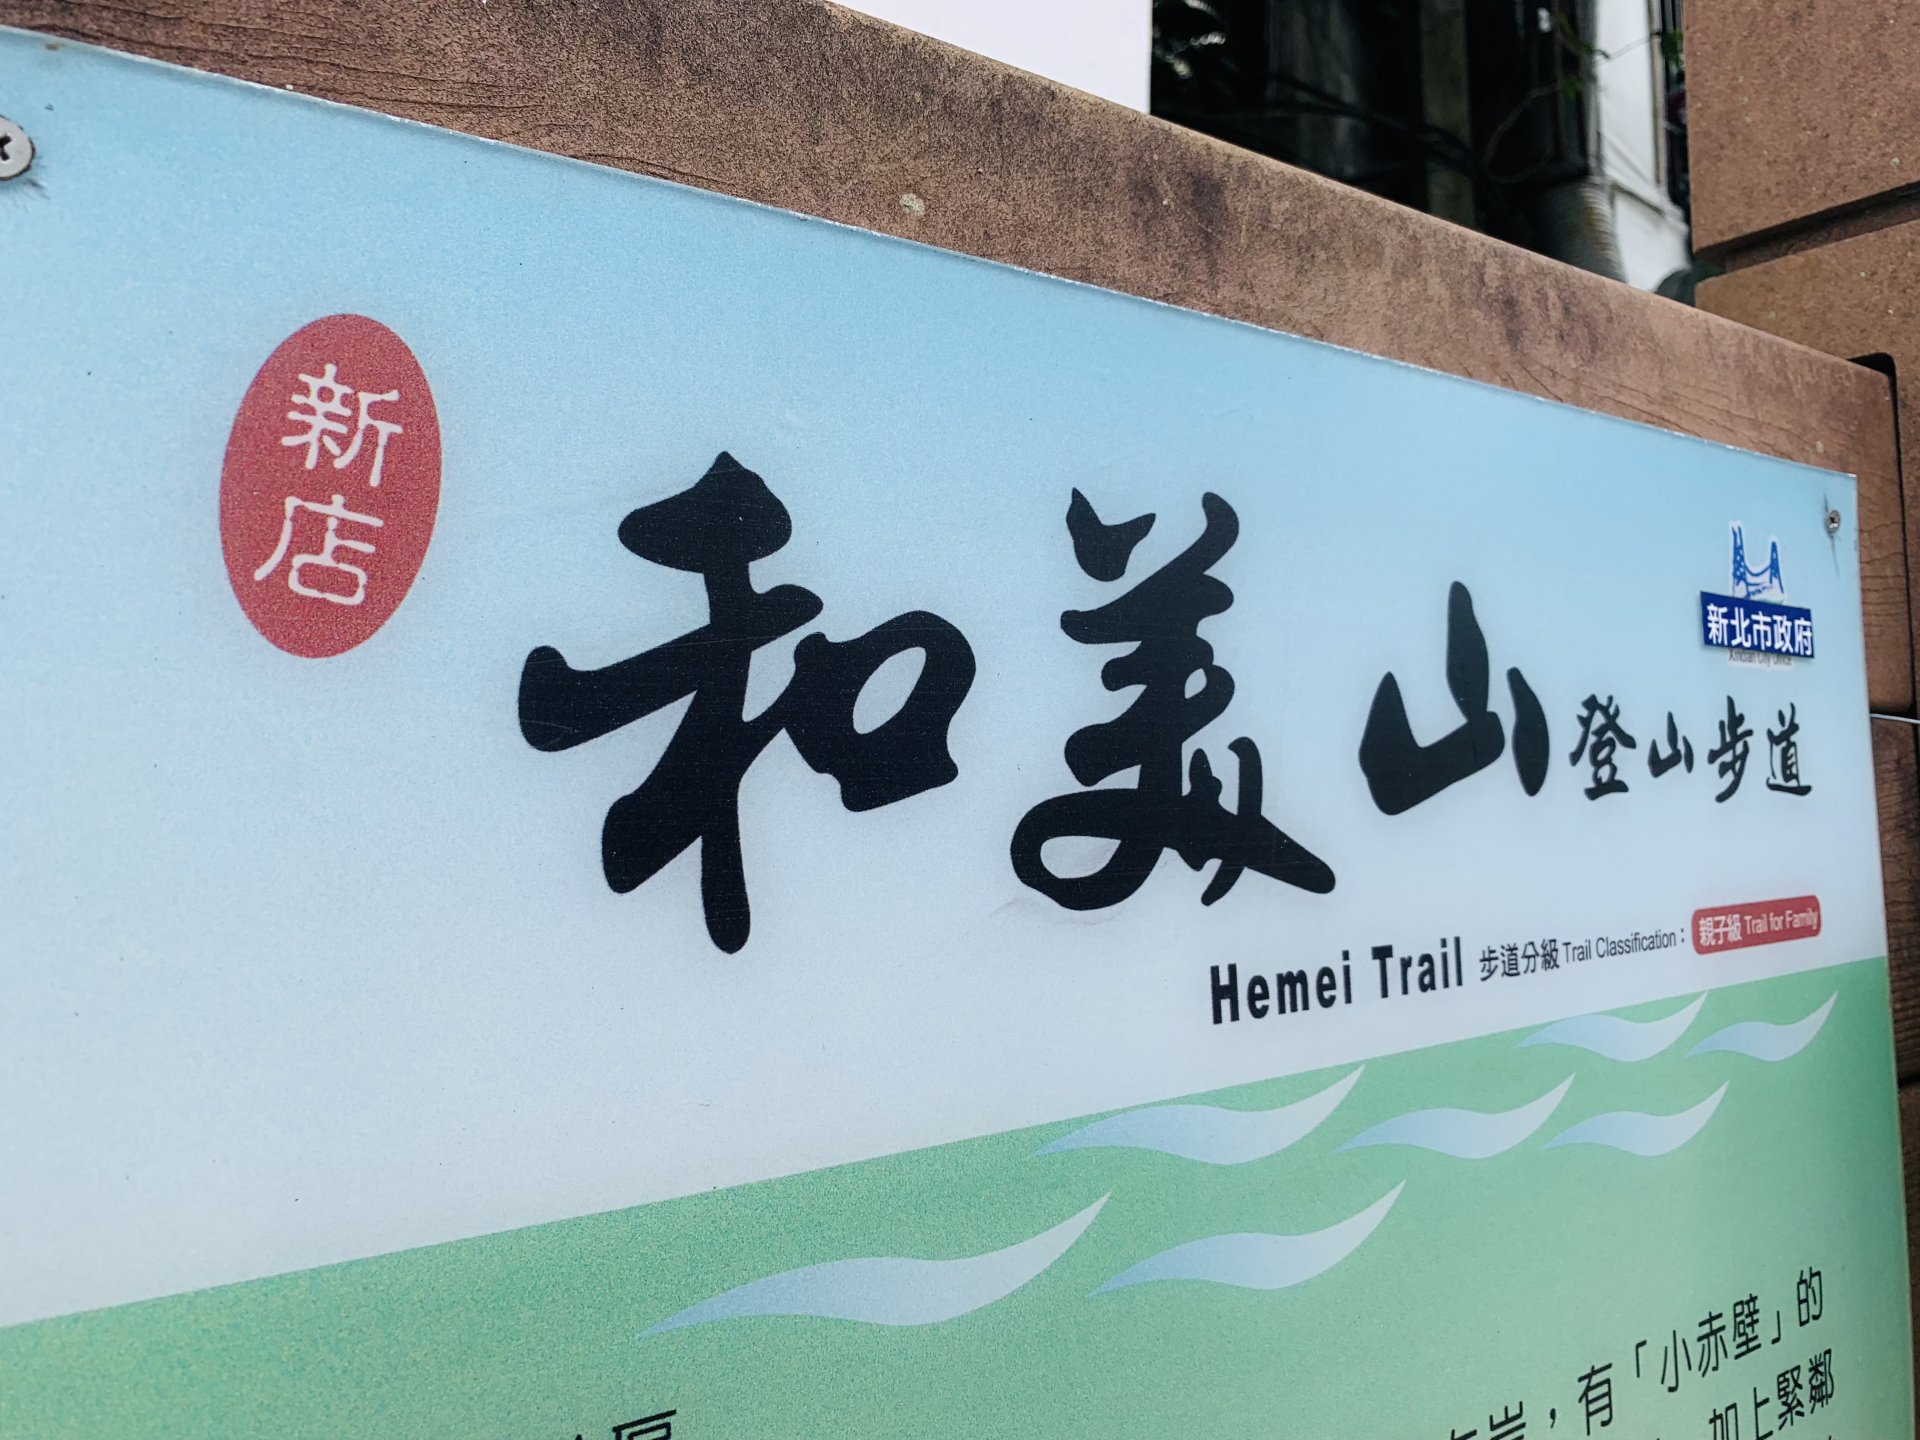 新店
和美山登山步道
新北市政府
Hemei Trail 步道分級 Trail Classification： 親子級 Trail for Family
岸，有「小赤壁」的
加上緊鄰